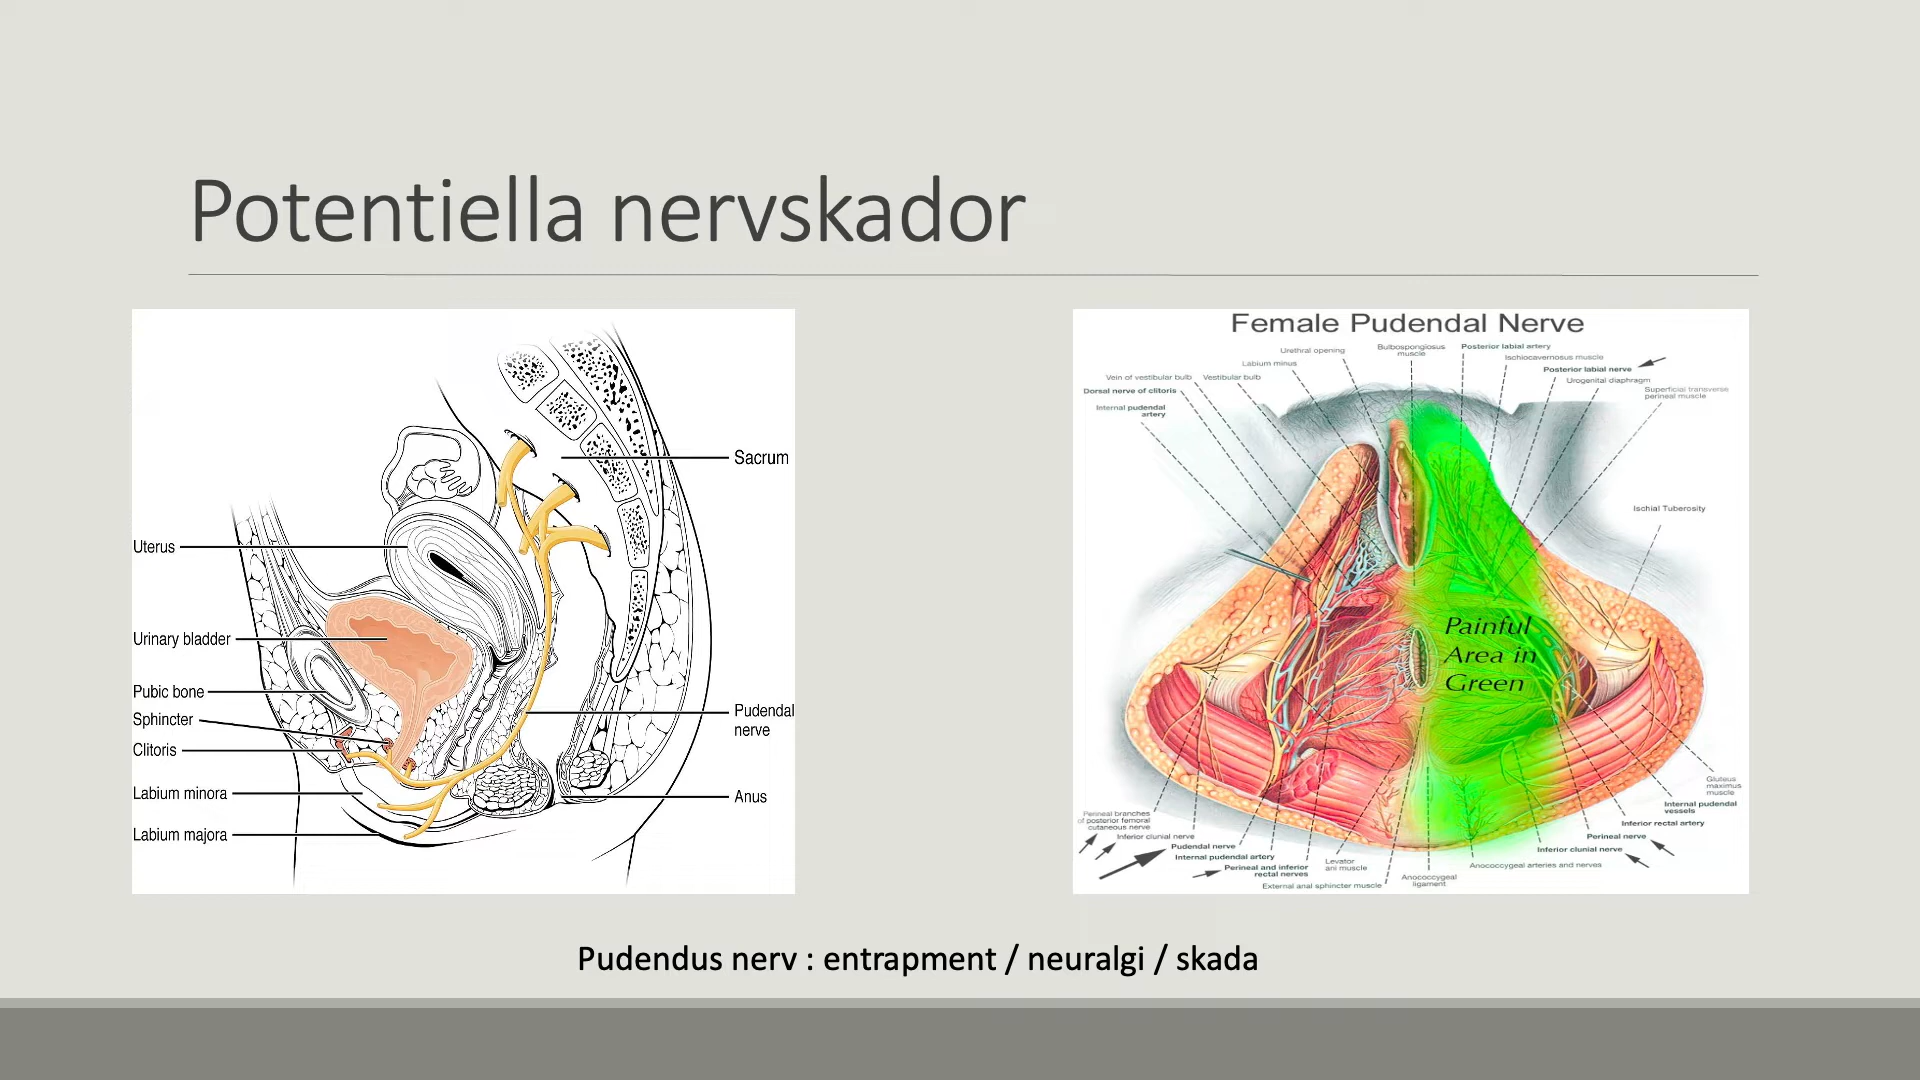 Potentiella nervskador
Sacrum
Uterus
Urinary bladder
Pubic bone
Sphincter
Clitoris
Labium minora
Labium majora
Pudendal
nerve
Anus
Female Pudendal Nerve
Urethral opening
Bulbospongiosus
muscle
Posterior labial artery
Labium minus
Ischiocavernosus muscle
Vein of vestibular bulb
Vestibular bulb
Posterior labial nerve
Urogenital diaphragm
Dorsal nerve of clitoris
Superficial transverse
perineal muscle
Internal pudendal
artery
Ischial Tuberosity
Painful
Area in
Green
Gluteus
maximus
muscle
Internal pudendal
vessels
Inferior rectal artery
Perineal nerve
Inferior clunial nerve
Anococcygeal arteries and nerves
Perineal branches
of posterior femoral
cutaneous nerve
Inferior clunial nerve
Pudendal nerve
Internal pudendal artery
Perineal and inferior
rectal nerves
Levator
ani muscle
External anal sphincter muscle
Anococcygeal
ligament
Pudendus nerv : entrapment / neuralgi / skada